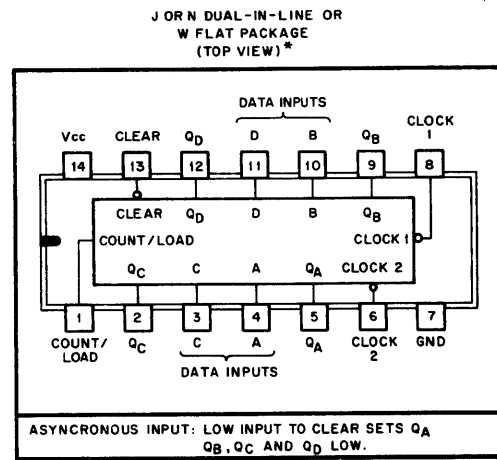 J OR N DUAL-IN-LINE OR
W FLAT PACKAGE
(TOP VIEW)*
DATA INPUTS
Vcc CLEAR QD D B QB CLOCK 1
14 13 12 11 10 9 8
CLEAR QD D B QB
COUNT/LOAD CLOCK 1
QC C A QA CLOCK 2
1 2 3 4 5 6 7
COUNT/LOAD QC C A QA CLOCK 2 GND
DATA INPUTS
ASYNCRONOUS INPUT: LOW INPUT TO CLEAR SETS QA
QB, QC AND QD LOW.